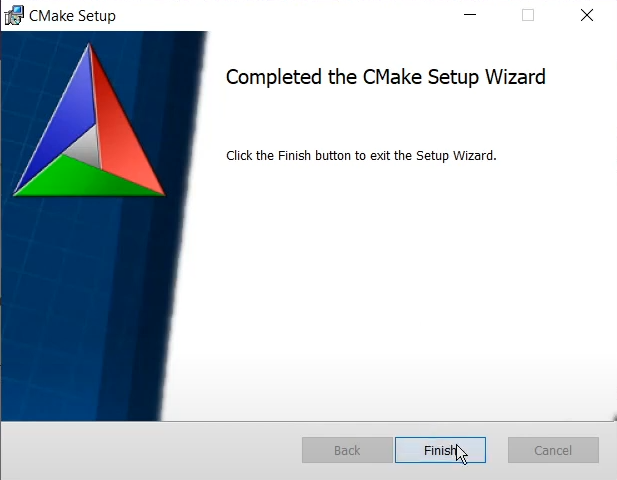 CMake Setup
Completed the CMake Setup Wizard
Click the Finish button to exit the Setup Wizard.
Back
Finish
Cancel